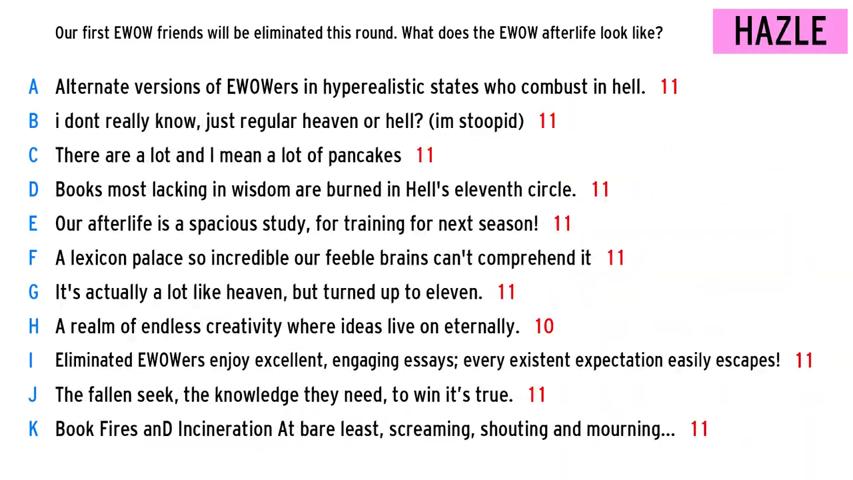 Our first EWOW friends will be eliminated this round. What does the EWOW afterlife look like?
HAZLE
A Alternate versions of EWOWers in hyperealistic states who combust in hell. 11
B i dont really know, just regular heaven or hell? (im stoopid) 11
C There are a lot and I mean a lot of pancakes 11
D Books most lacking in wisdom are burned in Hell's eleventh circle. 11
E Our afterlife is a spacious study, for training for next season! 11
F A lexicon palace so incredible our feeble brains can't comprehend it 11
G It's actually a lot like heaven, but turned up to eleven. 11
H A realm of endless creativity where ideas live on eternally. 10
I Eliminated EWOWers enjoy excellent, engaging essays; every existent expectation easily escapes! 11
J The fallen seek, the knowledge they need, to win it’s true. 11
K Book Fires anD Incineration At bare least, screaming, shouting and mourning... 11